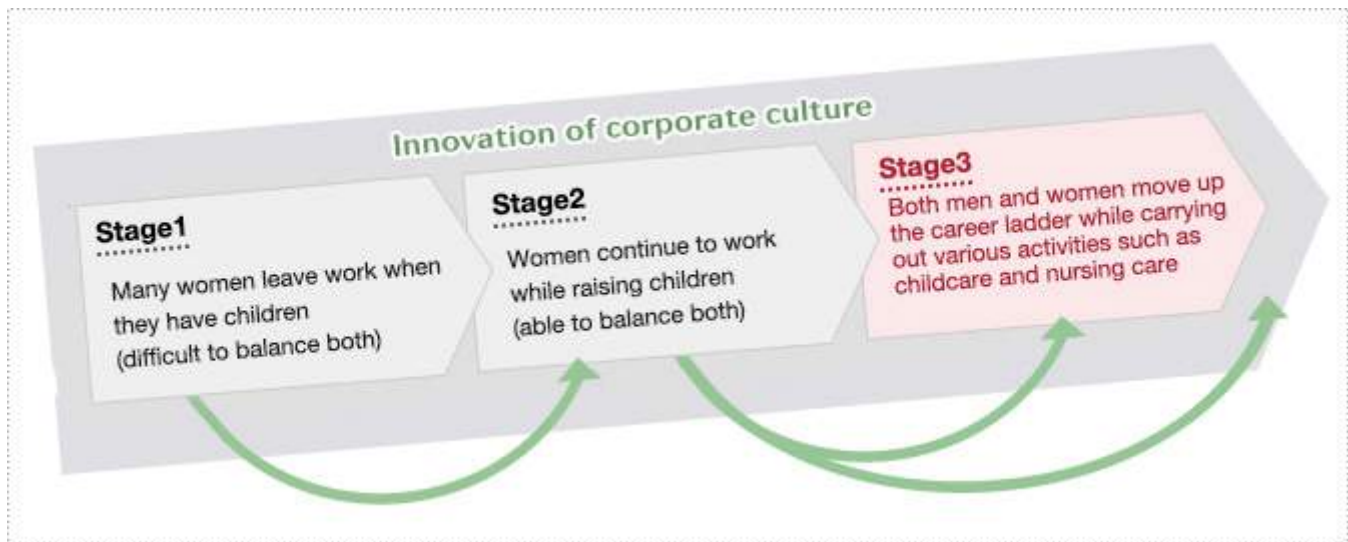 Innovation of corporate culture
Stage1
Many women leave work when
they have children
(difficult to balance both)
Stage2
Women continue to work
while raising children
(able to balance both)
Stage3
Both men and women move up
the career ladder while carrying
out various activities such as
childcare and nursing care